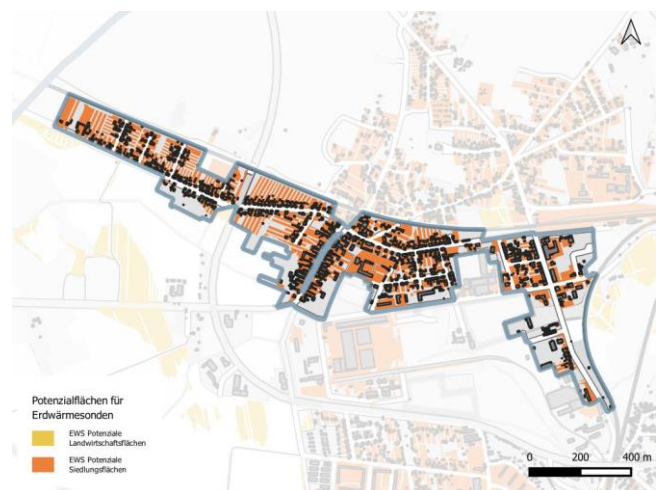 Potenzialflächen für
Erdwärmesonden
EWS Potenziale
Landwirtschaftsflächen
EWS Potenziale
Siedlungsflächen
0 200 400 m